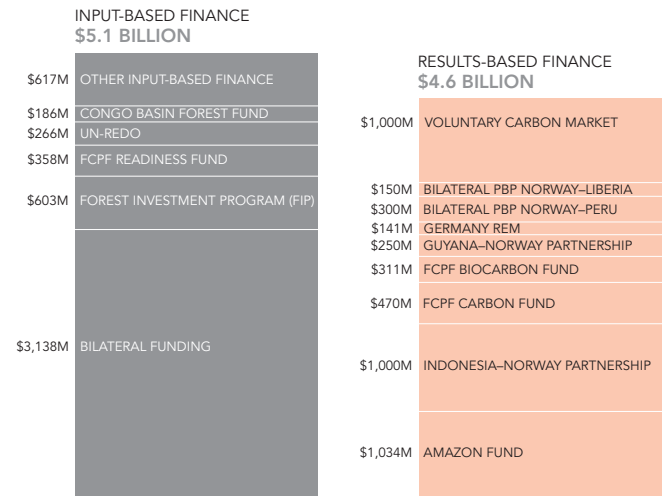 INPUT-BASED FINANCE
$5.1 BILLION
$617M OTHER INPUT-BASED FINANCE
$186M CONGO BASIN FOREST FUND
$266M UN-REDO
$358M FCPF READINESS FUND
$603M FOREST INVESTMENT PROGRAM (FIP)
$3,138M BILATERAL FUNDING
RESULTS-BASED FINANCE
$4.6 BILLION
$1,000M VOLUNTARY CARBON MARKET
$150M BILATERAL PBP NORWAY–LIBERIA
$300M BILATERAL PBP NORWAY–PERU
$141M GERMANY REM
$250M GUYANA–NORWAY PARTNERSHIP
$311M FCPF BIOCARBON FUND
$470M FCPF CARBON FUND
$1,000M INDONESIA–NORWAY PARTNERSHIP
$1,034M AMAZON FUND